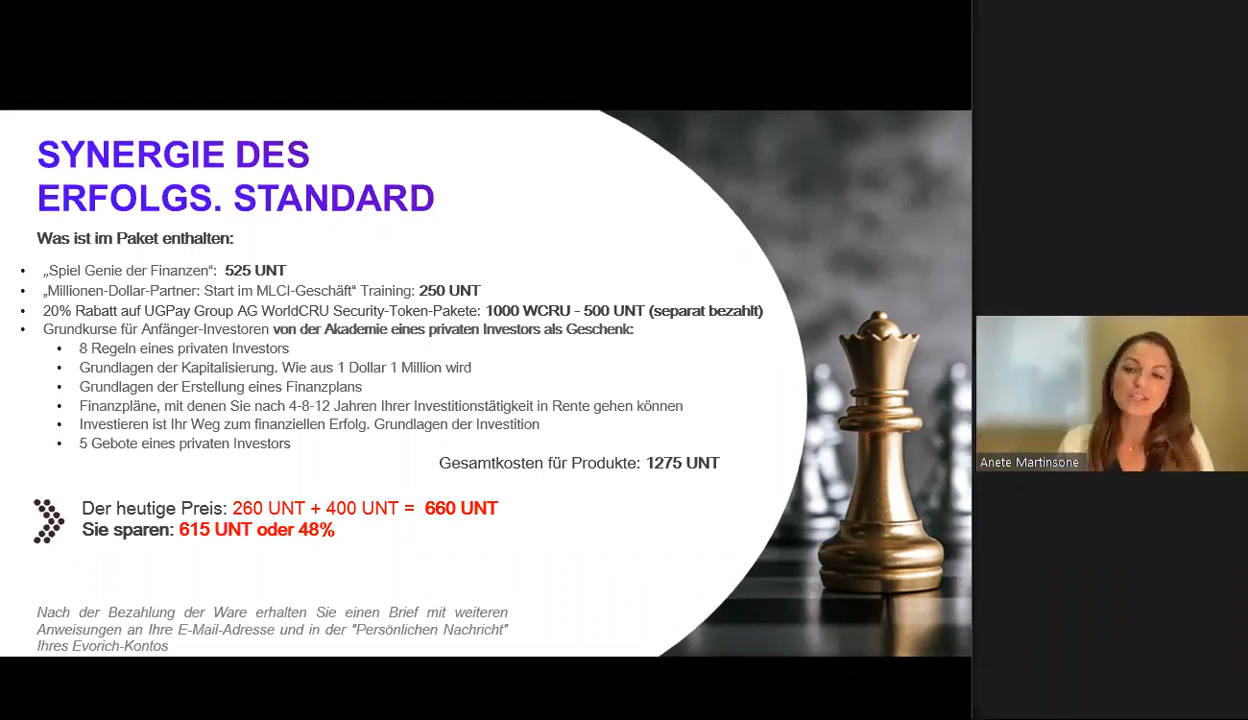 SYNERGIE DES
ERFOLGS. STANDARD
Was ist im Paket enthalten:
• „Spiel Genie der Finanzen“: 525 UNT
• „Millionen-Dollar-Partner: Start im MLCI-Geschäft“ Training: 250 UNT
• 20% Rabatt auf UGPay Group AG WorldCRU Security-Token-Pakete: 1000 WCRU - 500 UNT (separat bezahlt)
• Grundkurse für Anfänger-Investoren von der Akademie eines privaten Investors als Geschenk:
• 8 Regeln eines privaten Investors
• Grundlagen der Kapitalisierung. Wie aus 1 Dollar 1 Million wird
• Grundlagen der Erstellung eines Finanzplans
• Finanzpläne, mit denen Sie nach 4-8-12 Jahren Ihrer Investitionstätigkeit in Rente gehen können
• Investieren ist Ihr Weg zum finanziellen Erfolg. Grundlagen der Investition
• 5 Gebote eines privaten Investors
Gesamtkosten für Produkte: 1275 UNT
Der heutige Preis: 260 UNT + 400 UNT = 660 UNT
Sie sparen: 615 UNT oder 48%
Nach der Bezahlung der Ware erhalten Sie einen Brief mit weiteren
Anweisungen an Ihre E-Mail-Adresse und in der "Persönlichen Nachricht"
Ihres Evorich-Kontos
Anete Martinsone